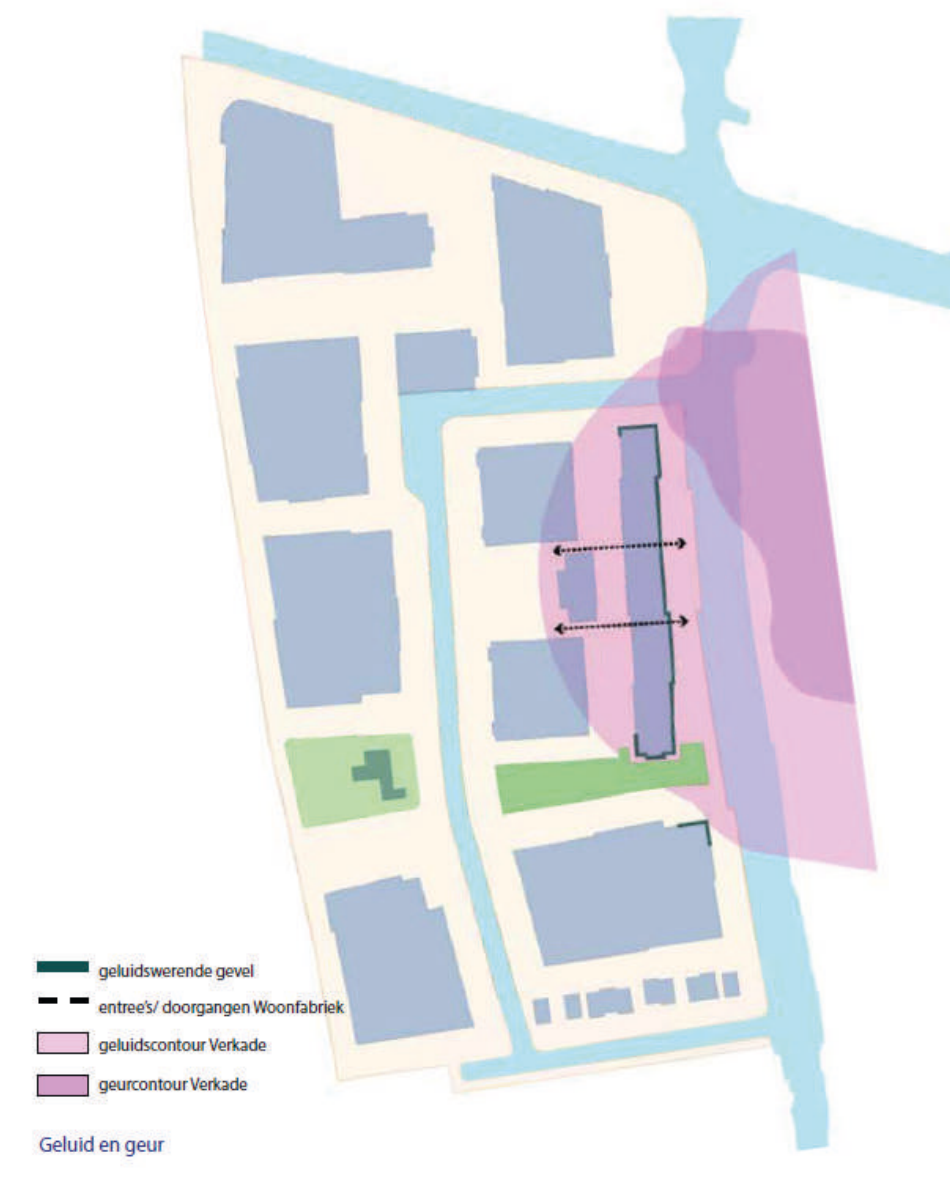 geluidswerende gevel
entree's/ doorgangen Woonfabriek
geluidscontour Verkade
geurcontour Verkade
Geluid en geur